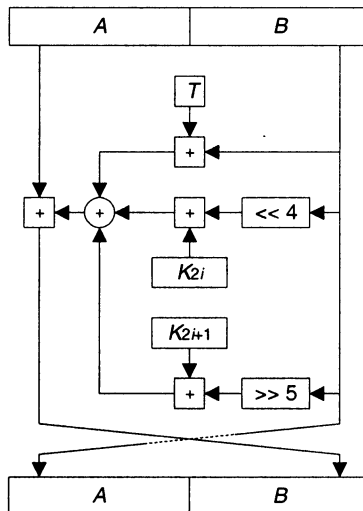 A B
T
+
+ + + << 4
K2i
K2i+1
+ >> 5
A B